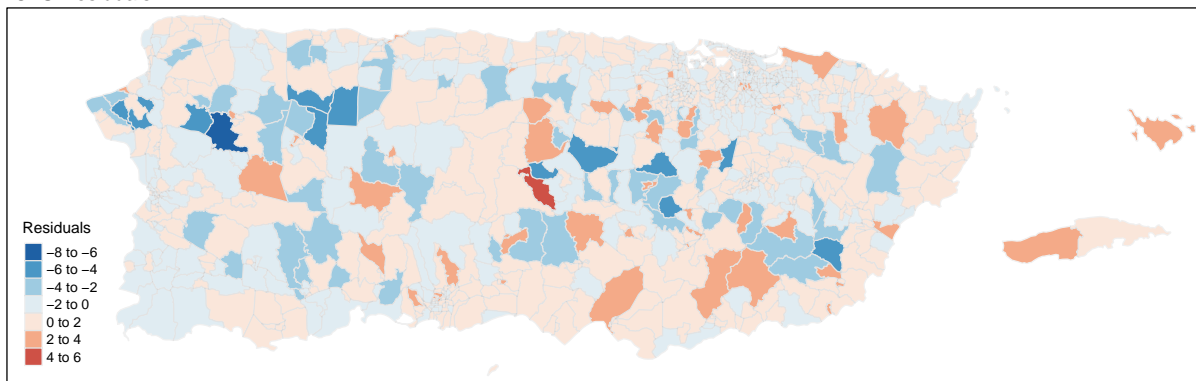 Residuals
−8 to −6
−6 to −4
−4 to −2
−2 to 0
0 to 2
2 to 4
4 to 6